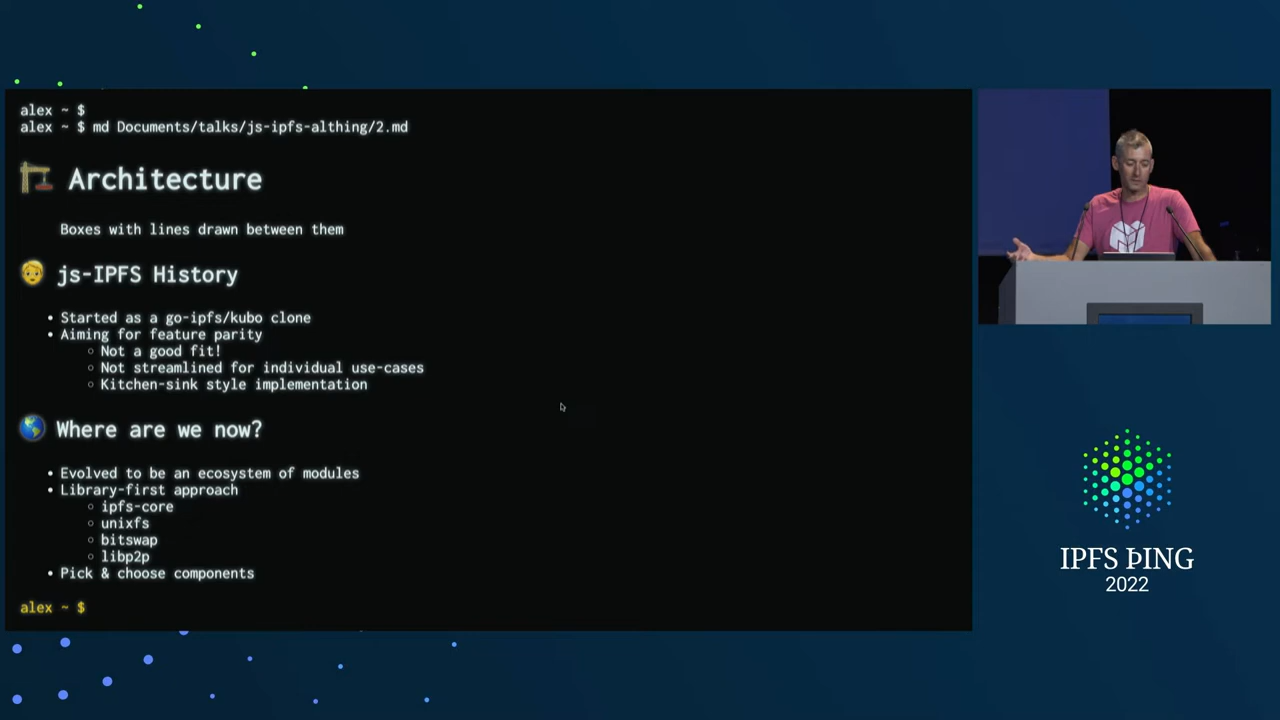 alex ~ $
alex ~ $ md Documents/talks/js-ipfs-althing/2.md
Architecture
Boxes with lines drawn between them
js-IPFS History
• Started as a go-ipfs/kubo clone
• Aiming for feature parity
○ Not a good fit!
○ Not streamlined for individual use-cases
○ Kitchen-sink style implementation
Where are we now?
• Evolved to be an ecosystem of modules
• Library-first approach
○ ipfs-core
○ unixfs
○ bitswap
○ libp2p
• Pick & choose components
alex ~ $
IPFS ÞING
2022